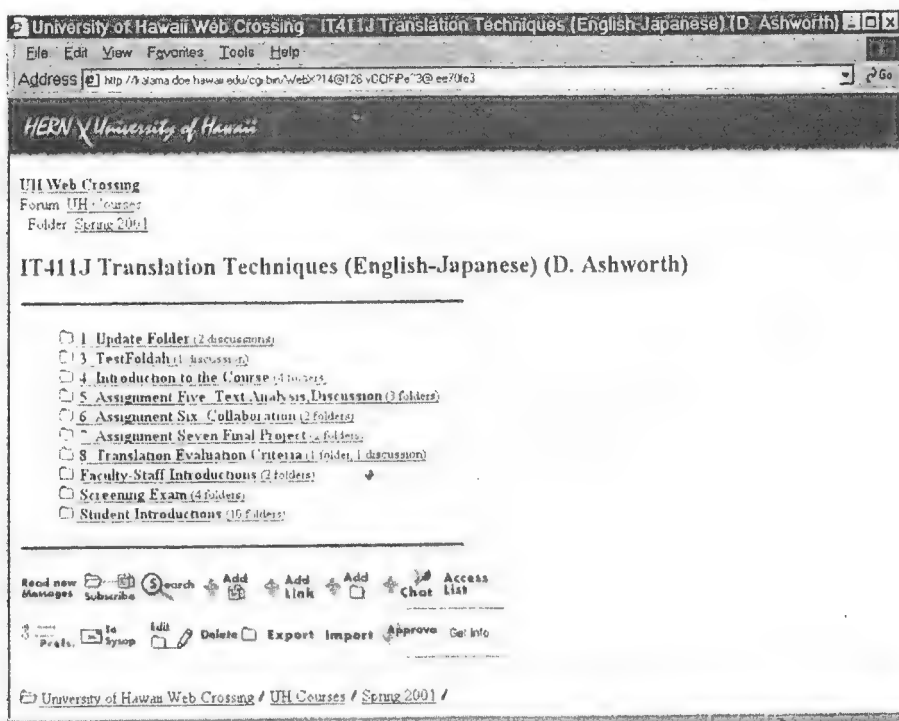 University of Hawaii Web Crossing - IT411J Translation Techniques (English-Japanese) (D. Ashworth)
File Edit View Favorites Tools Help
Address Go
HERN University of Hawaii
UH Web Crossing
Forum UH Courses
Folder Spring 2001
IT411J Translation Techniques (English-Japanese) (D. Ashworth)
1 Update Folder (2 discussions)
3 TestFoldah (1 discussion)
4 Introduction to the Course
5 Assignment Five Text Analysis, Discussion (3 folders)
6 Assignment Six Collaboration (2 folders)
Assignment Seven Final Project
8 Translation Evaluation Criteria (1 folder, 1 discussion)
Faculty-Staff Introductions (2 folders)
Screening Exam (4 folders)
Student Introductions (16 folders)
Read new Messages Subscribe Search Add Add Link Add Chat Access List
Prefs. To Sysop Edit Delete Export Import Approve Get Info
University of Hawaii Web Crossing / UH Courses / Spring 2001 /